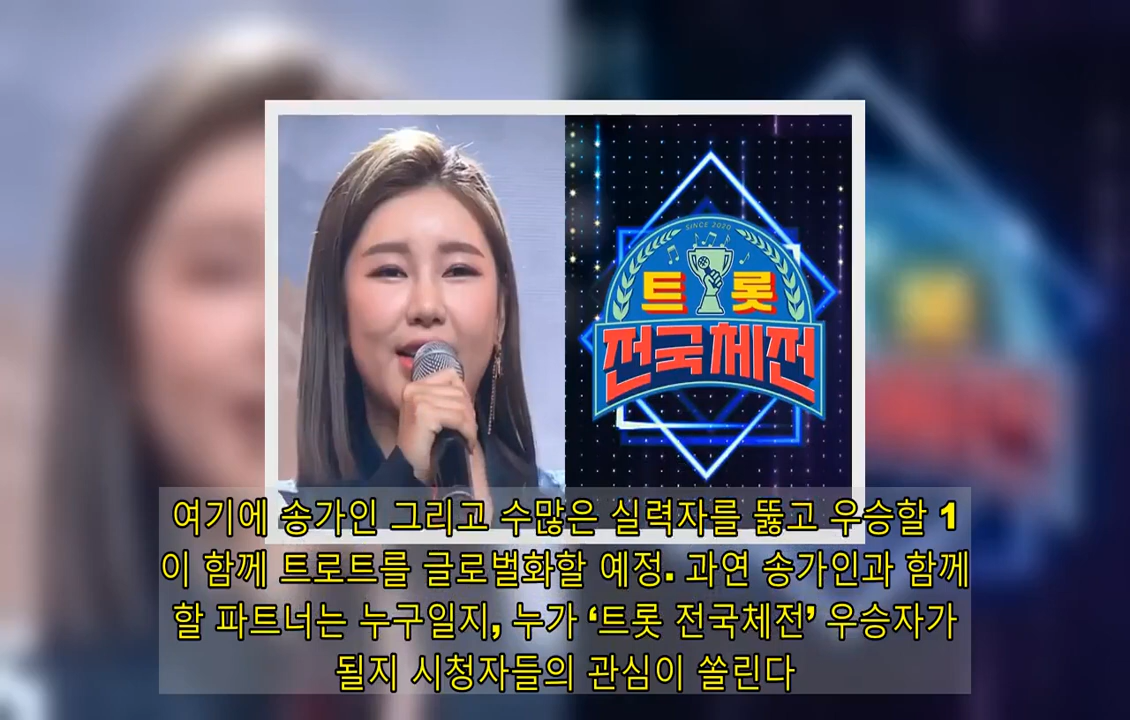 SINCE 2020
트 롯
전국체전
여기에 송가인 그리고 수많은 실력자를 뚫고 우승할 1
이 함께 트로트를 글로벌화할 예정. 과연 송가인과 함께
할 파트너는 누구일지, 누가 ‘트롯 전국체전’ 우승자가
될지 시청자들의 관심이 쏠린다